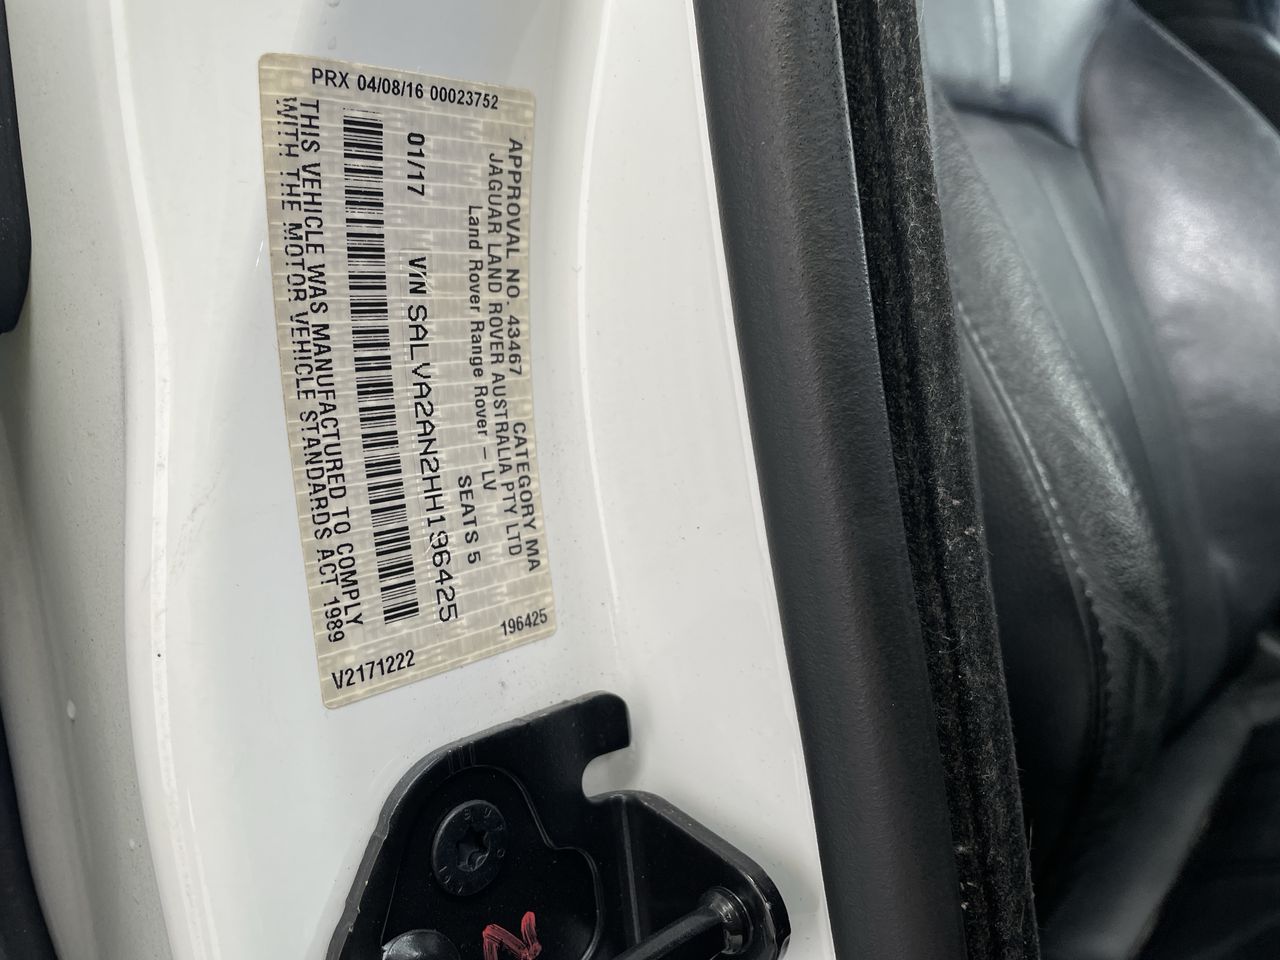 PRX 04/08/16 00023752
APPROVAL NO. 43467 CATEGORY MA
JAGUAR LAND ROVER AUSTRALIA PTY LTD
Land Rover Range Rover - LV
SEATS 5
01/17 VIN SALVA2AN2HH196425
THIS VEHICLE WAS MANUFACTURED TO COMPLY
WITH THE MOTOR VEHICLE STANDARDS ACT 1989
V2171222
196425